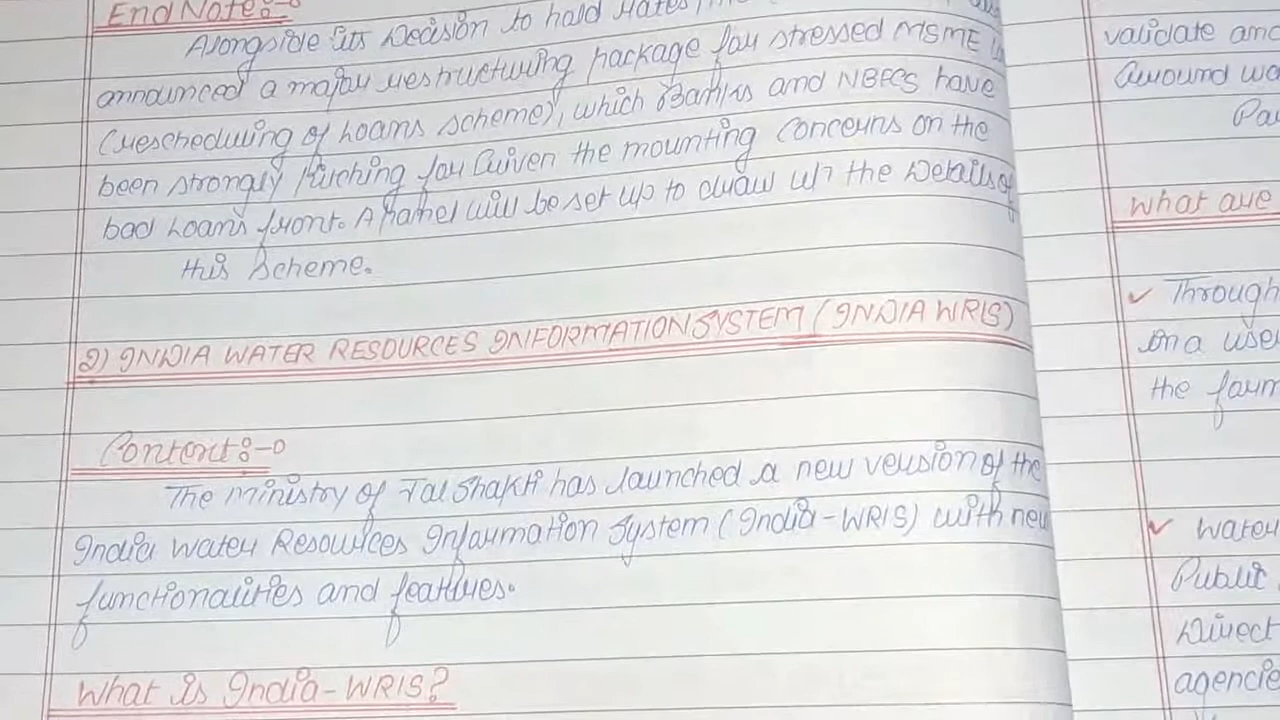 End Note:-
Alongside its Decision to hold rates,
announced a major restructuring package for stressed MSME
(rescheduling of Loans scheme), which Banks and NBFCs have
been strongly Pitching for Given the mounting Concerns on the
bad Loans front. A Panel will be set up to draw up the Details of
this Scheme.
2) INDIA WATER RESOURCES INFORMATION SYSTEM (INDIA WRIS)
Content:-
The Ministry of Jal Shakti has launched a new version of the
India Water Resources Information System (India-WRIS) with new
functionalities and features.
What is India-WRIS?
validate and
Around wa
Pa
What are
✓ Through
on a use
the farm
✓ Water
Public
Direct
agencie